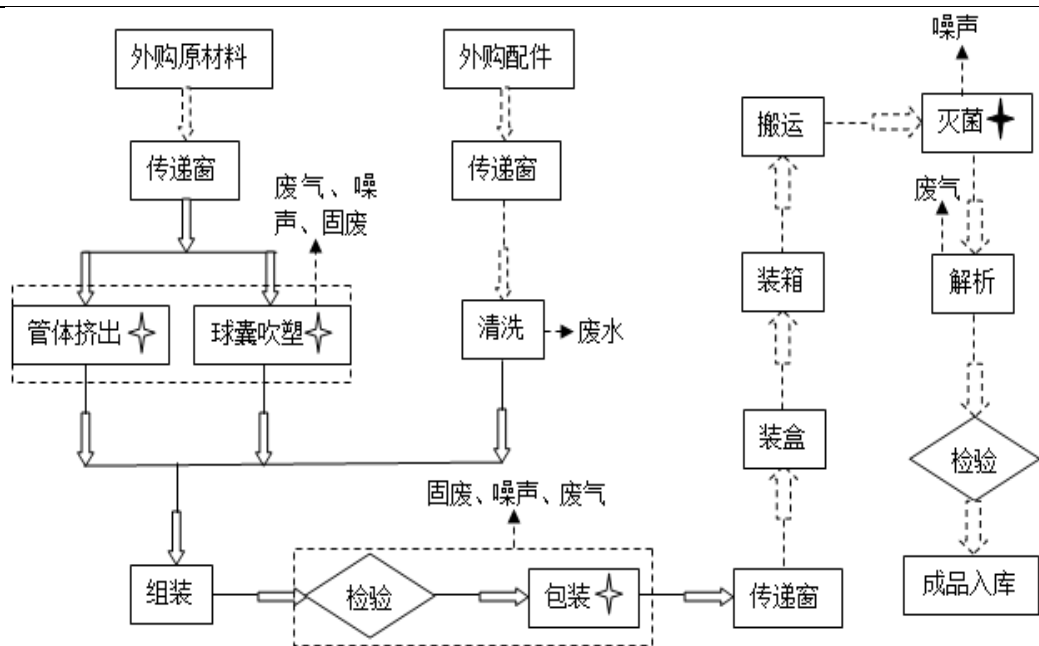 外购原材料
传递窗
废气、噪
声、固废
管体挤出
球囊吹塑
外购配件
传递窗
清洗
废水
组装
固废、噪声、废气
检验
包装
传递窗
装盒
装箱
搬运
噪声
灭菌
废气
解析
检验
成品入库